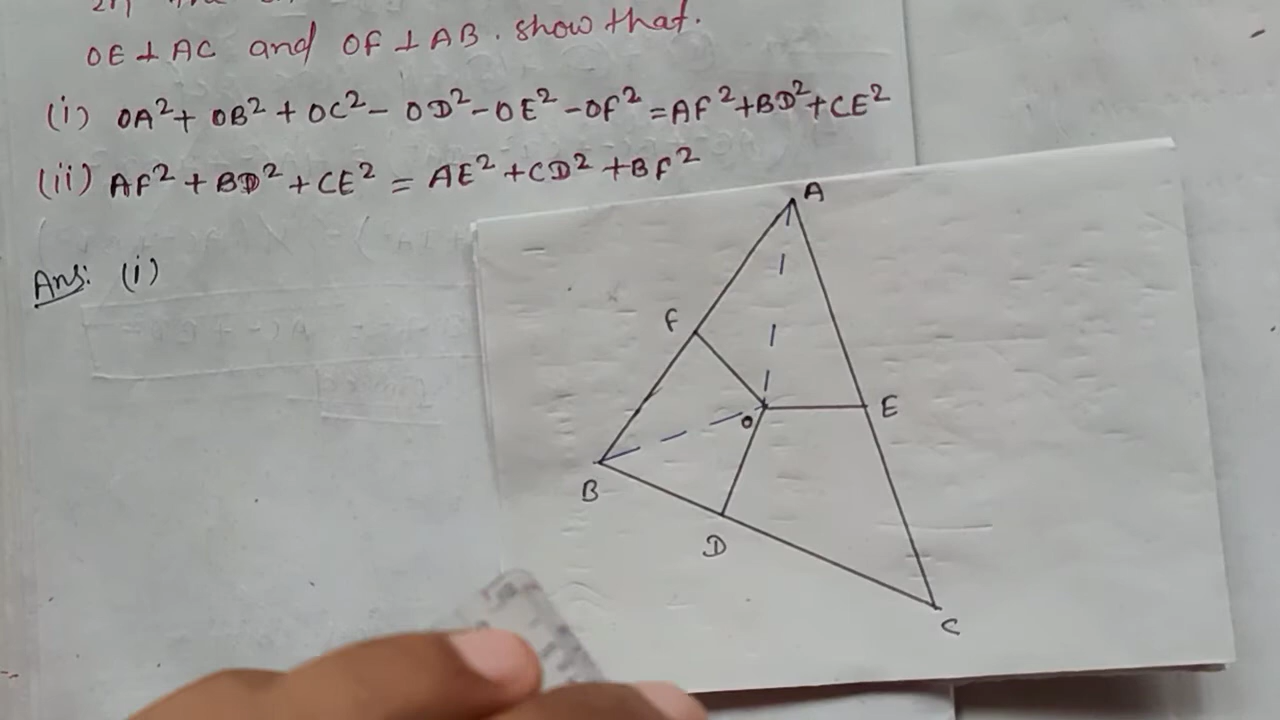 OE ⊥ AC and OF ⊥ AB. show that.
(i) OA² + OB² + OC² - OD² - OE² - OF² = AF² + BD² + CE²
(ii) AF² + BD² + CE² = AE² + CD² + BF²
Ans: (i)
A
F
E
O
B
D
C